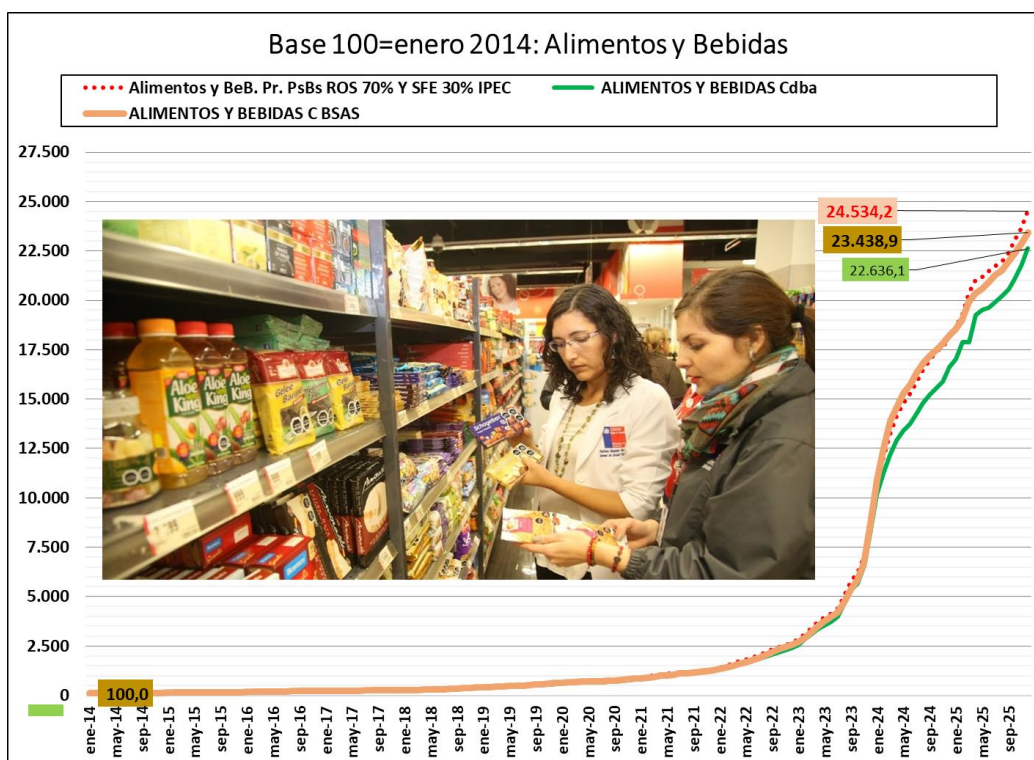 Base 100=enero 2014: Alimentos y Bebidas
Alimentos y BeB. Pr. PsBs ROS 70% Y SFE 30% IPEC
ALIMENTOS Y BEBIDAS Cdba
ALIMENTOS Y BEBIDAS C BSAS
27.500
25.000
22.500
20.000
17.500
15.000
12.500
10.000
7.500
5.000
2.500
0
24.534,2
23.438,9
22.636,1
100,0
Aloe
King
Aloe
King
Aloe
King
ene-14
may-14
sep-14
ene-15
may-15
sep-15
ene-16
may-16
sep-16
ene-17
may-17
sep-17
ene-18
may-18
sep-18
ene-19
may-19
sep-19
ene-20
may-20
sep-20
ene-21
may-21
sep-21
ene-22
may-22
sep-22
ene-23
may-23
sep-23
ene-24
may-24
sep-24
ene-25
may-25
sep-25